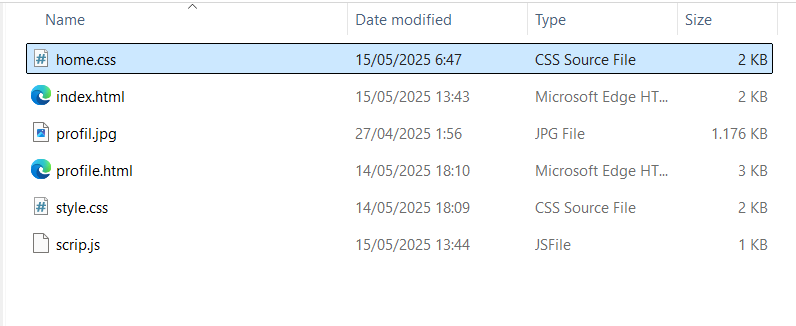 Name Date modified Type Size
home.css 15/05/2025 6:47 CSS Source File 2 KB
index.html 15/05/2025 13:43 Microsoft Edge HT... 2 KB
profil.jpg 27/04/2025 1:56 JPG File 1.176 KB
profile.html 14/05/2025 18:10 Microsoft Edge HT... 3 KB
style.css 14/05/2025 18:09 CSS Source File 2 KB
scrip.js 15/05/2025 13:44 JSFile 1 KB